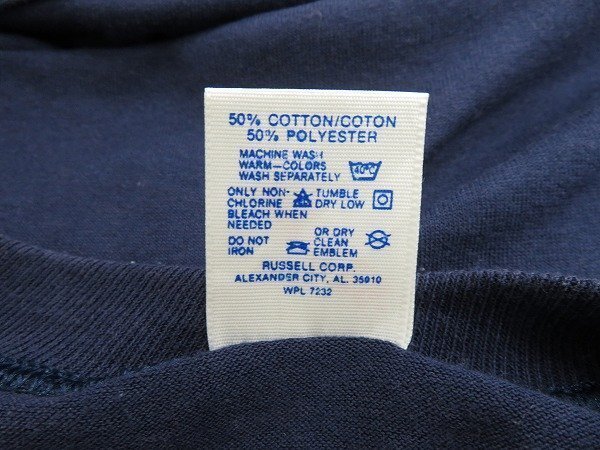 50% COTTON/COTON
50% POLYESTER
MACHINE WASH
WARM-COLORS
WASH SEPARATELY
40°C
ONLY NON-
CHLORINE
BLEACH WHEN
NEEDED
TUMBLE
DRY LOW
DO NOT
IRON
OR DRY
CLEAN
EMBLEM
RUSSELL CORP.
ALEXANDER CITY, AL. 35010
WPL 7232